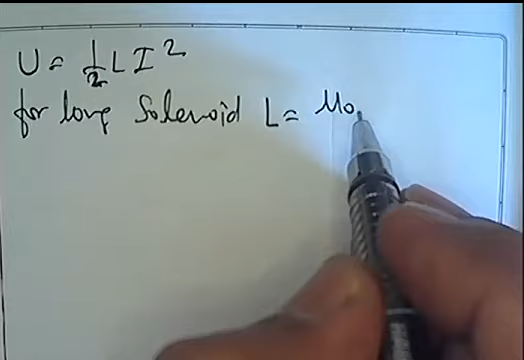 U = 1/2 L I²
for long Solenoid L = μ₀